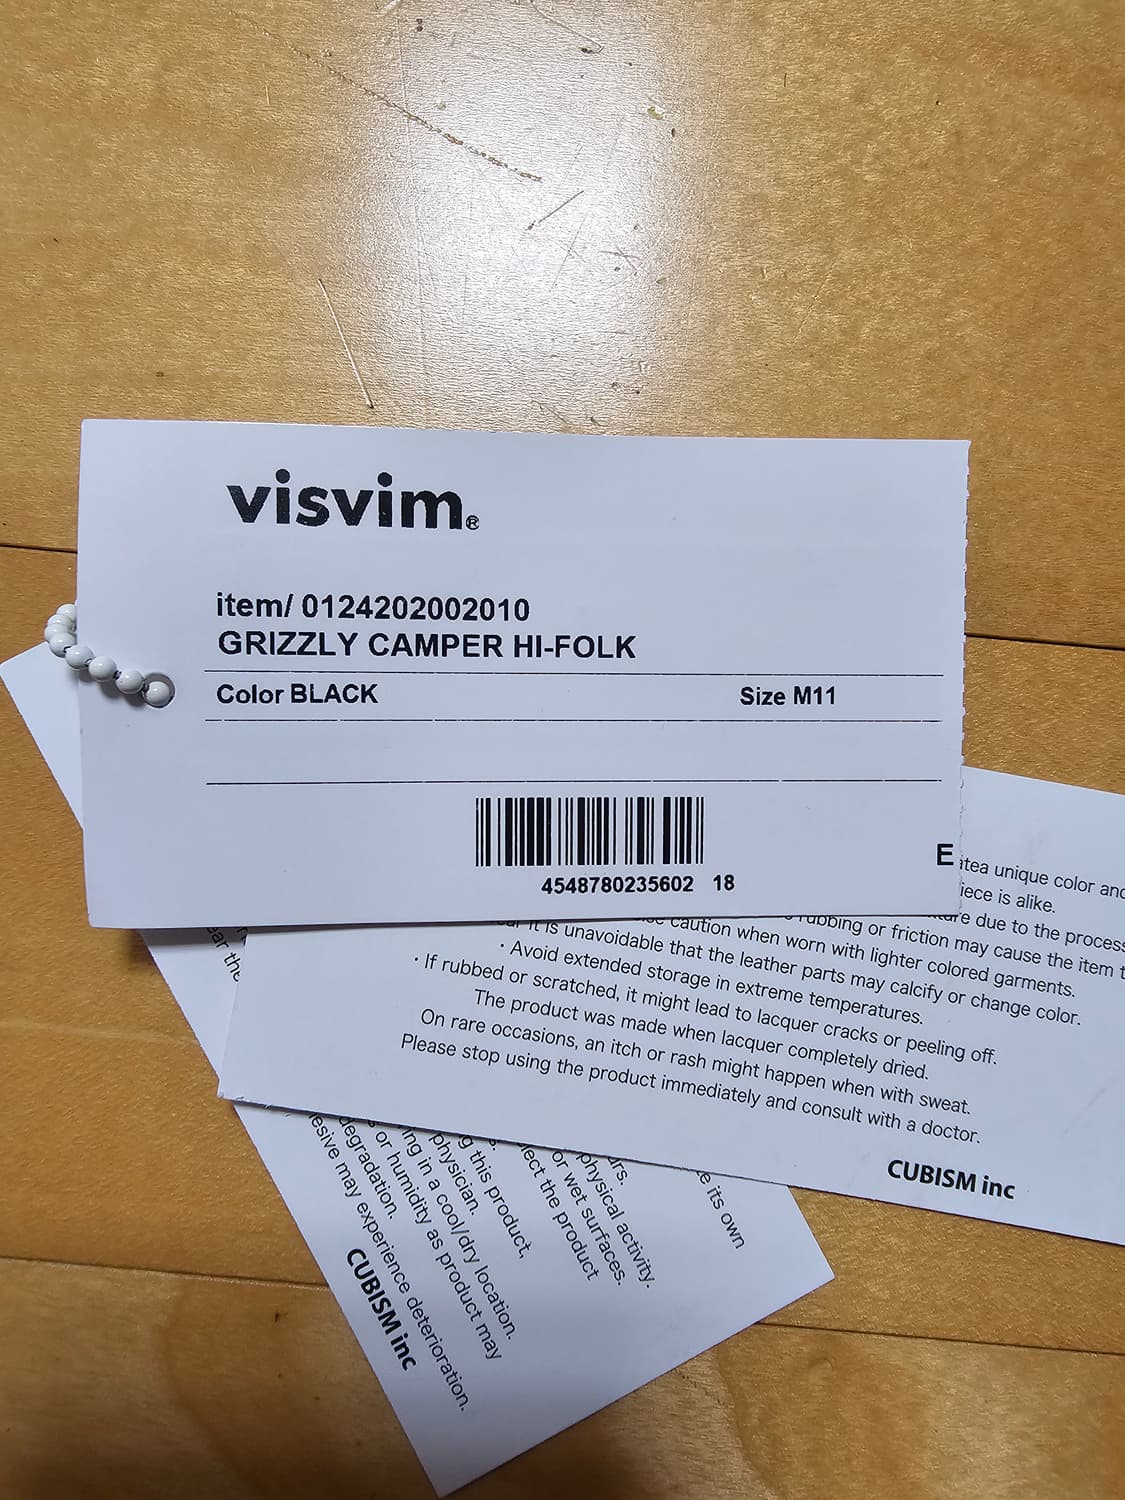 visvim®
item/ 0124202002010
GRIZZLY CAMPER HI-FOLK
Color BLACK Size M11
4548780235602 18
E
unique color and
is alike.
due to the process
rubbing or friction may cause the item
caution when worn with lighter colored garments.
It is unavoidable that the leather parts may calcify or change color.
· Avoid extended storage in extreme temperatures.
· If rubbed or scratched, it might lead to lacquer cracks or peeling off.
The product was made when lacquer completely dried.
On rare occasions, an itch or rash might happen when with sweat.
Please stop using the product immediately and consult with a doctor.
CUBISM inc
its own
physical activity.
or wet surfaces.
the product
this product,
physician.
in a cool/dry location.
or humidity as product may
degradation.
may experience deterioration.
CUBISM inc